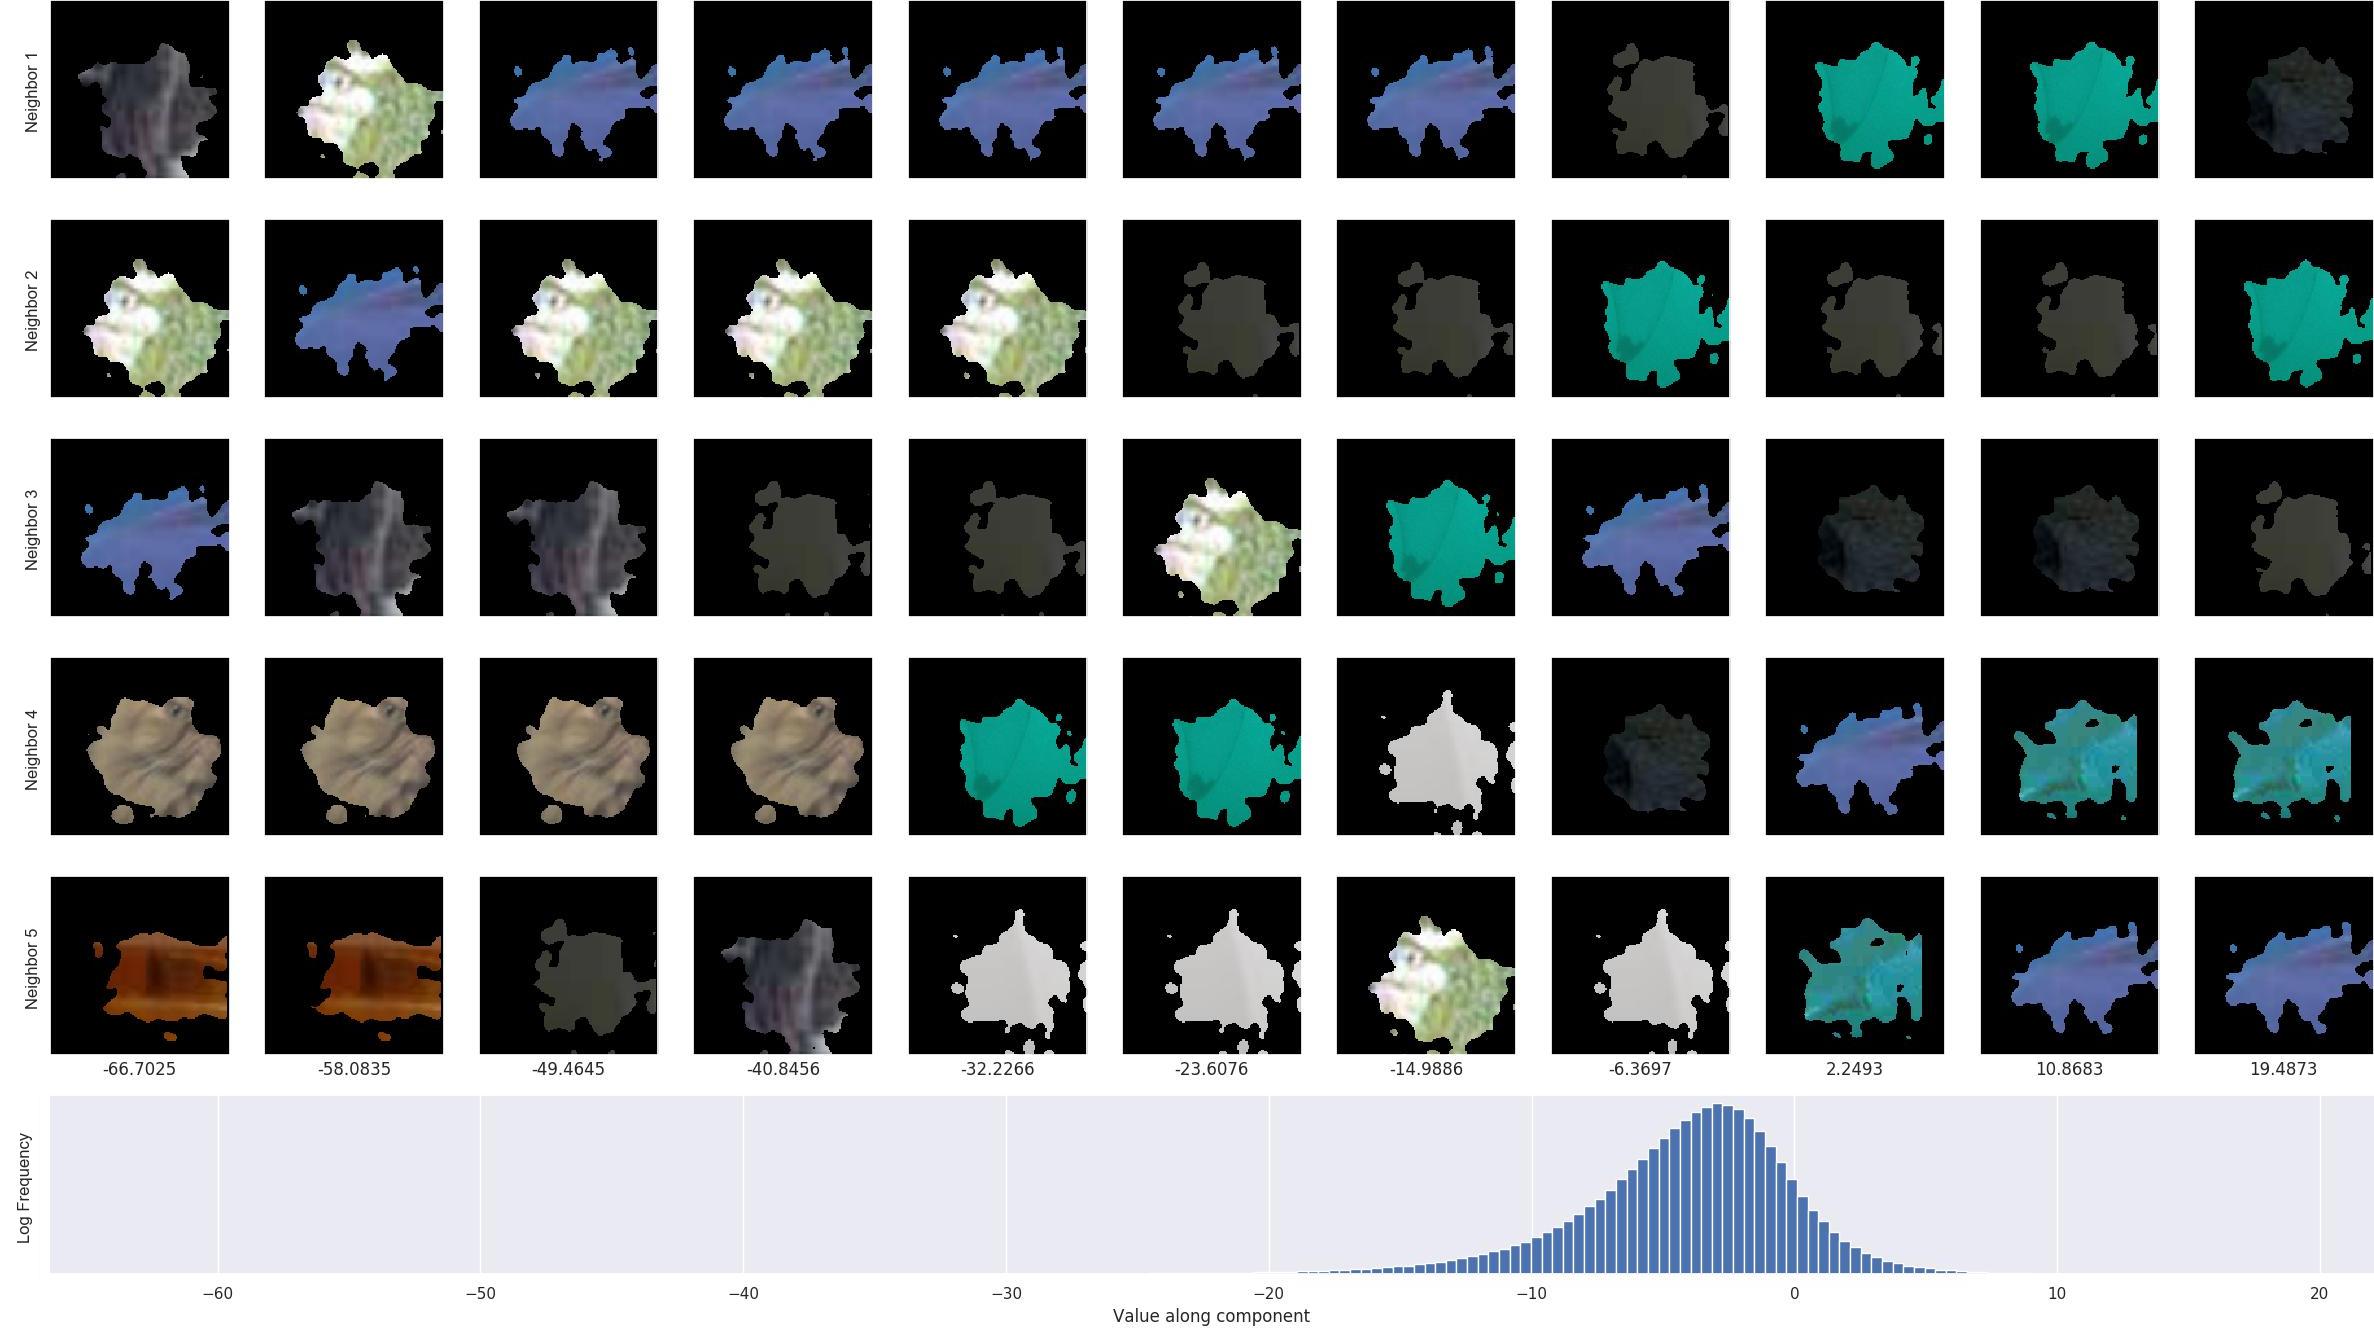 Neighbor 1
Neighbor 2
Neighbor 3
Neighbor 4
Neighbor 5
-66.7025 -58.0835 -49.4645 -40.8456 -32.2266 -23.6076 -14.9886 -6.3697 2.2493 10.8683 19.4873
Log Frequency
−60 −50 −40 −30 −20 −10 0 10 20
Value along component